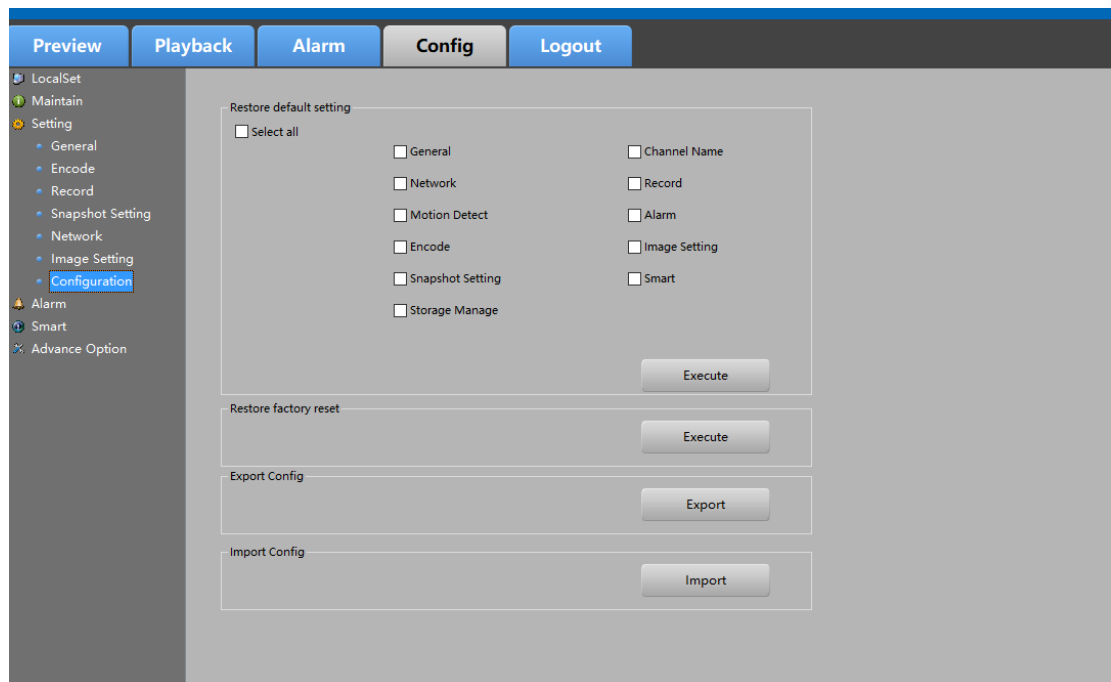 Preview Playback Alarm Config Logout
LocalSet
Maintain
Setting
General
Encode
Record
Snapshot Setting
Network
Image Setting
Configuration
Alarm
Smart
Advance Option
Restore default setting
Select all
General Channel Name
Network Record
Motion Detect Alarm
Encode Image Setting
Snapshot Setting Smart
Storage Manage
Execute
Restore factory reset
Execute
Export Config
Export
Import Config
Import